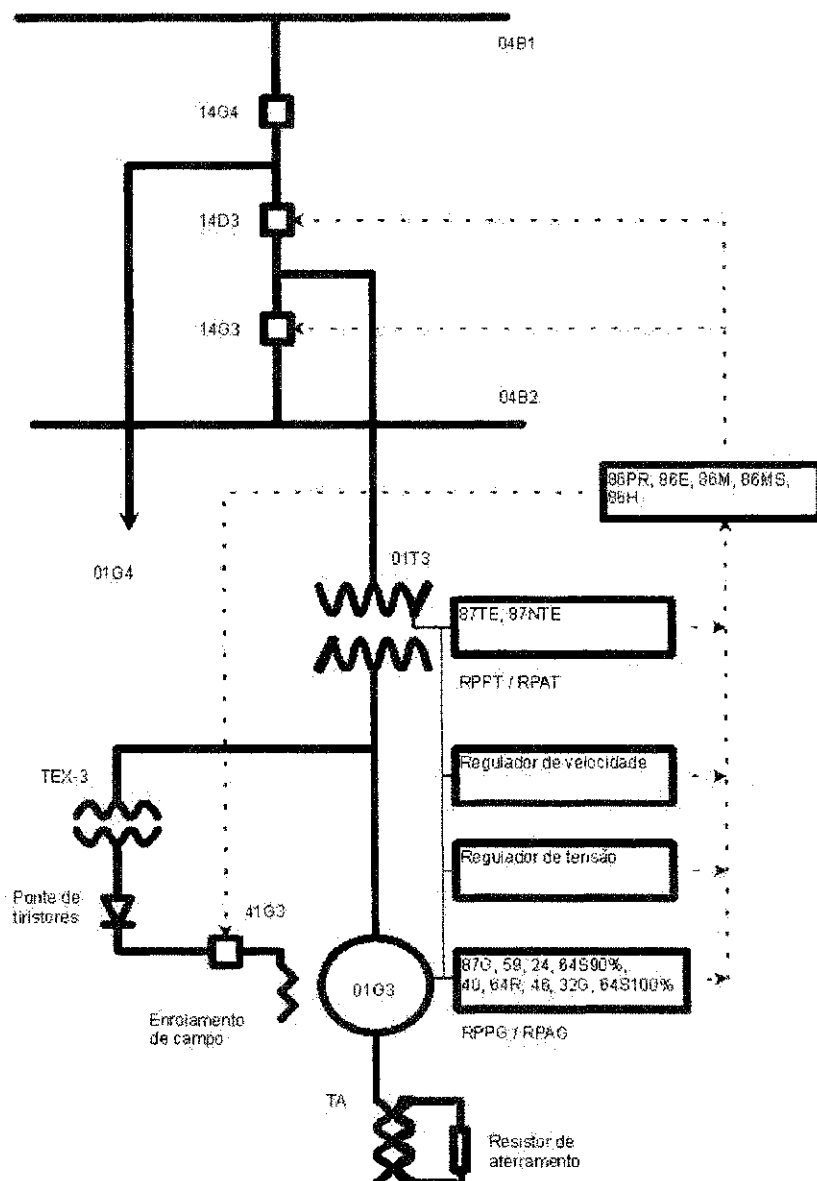 04B1
14G4
14D3
14G3
04B2
86PR, 86E, 86M, 86MS,
86H
01G4
01T3
87TE, 87NTE
RPPT / RPAT
TEX-3
Regulador de velocidade
Regulador de tensão
Ponte de
tiristores
41G3
87G, 59, 24, 64S90%,
40, 64R, 46, 32G, 64S100%
01G3
RPPG / RPAG
Enrolamento
de campo
TA
Resistor de
aterramento